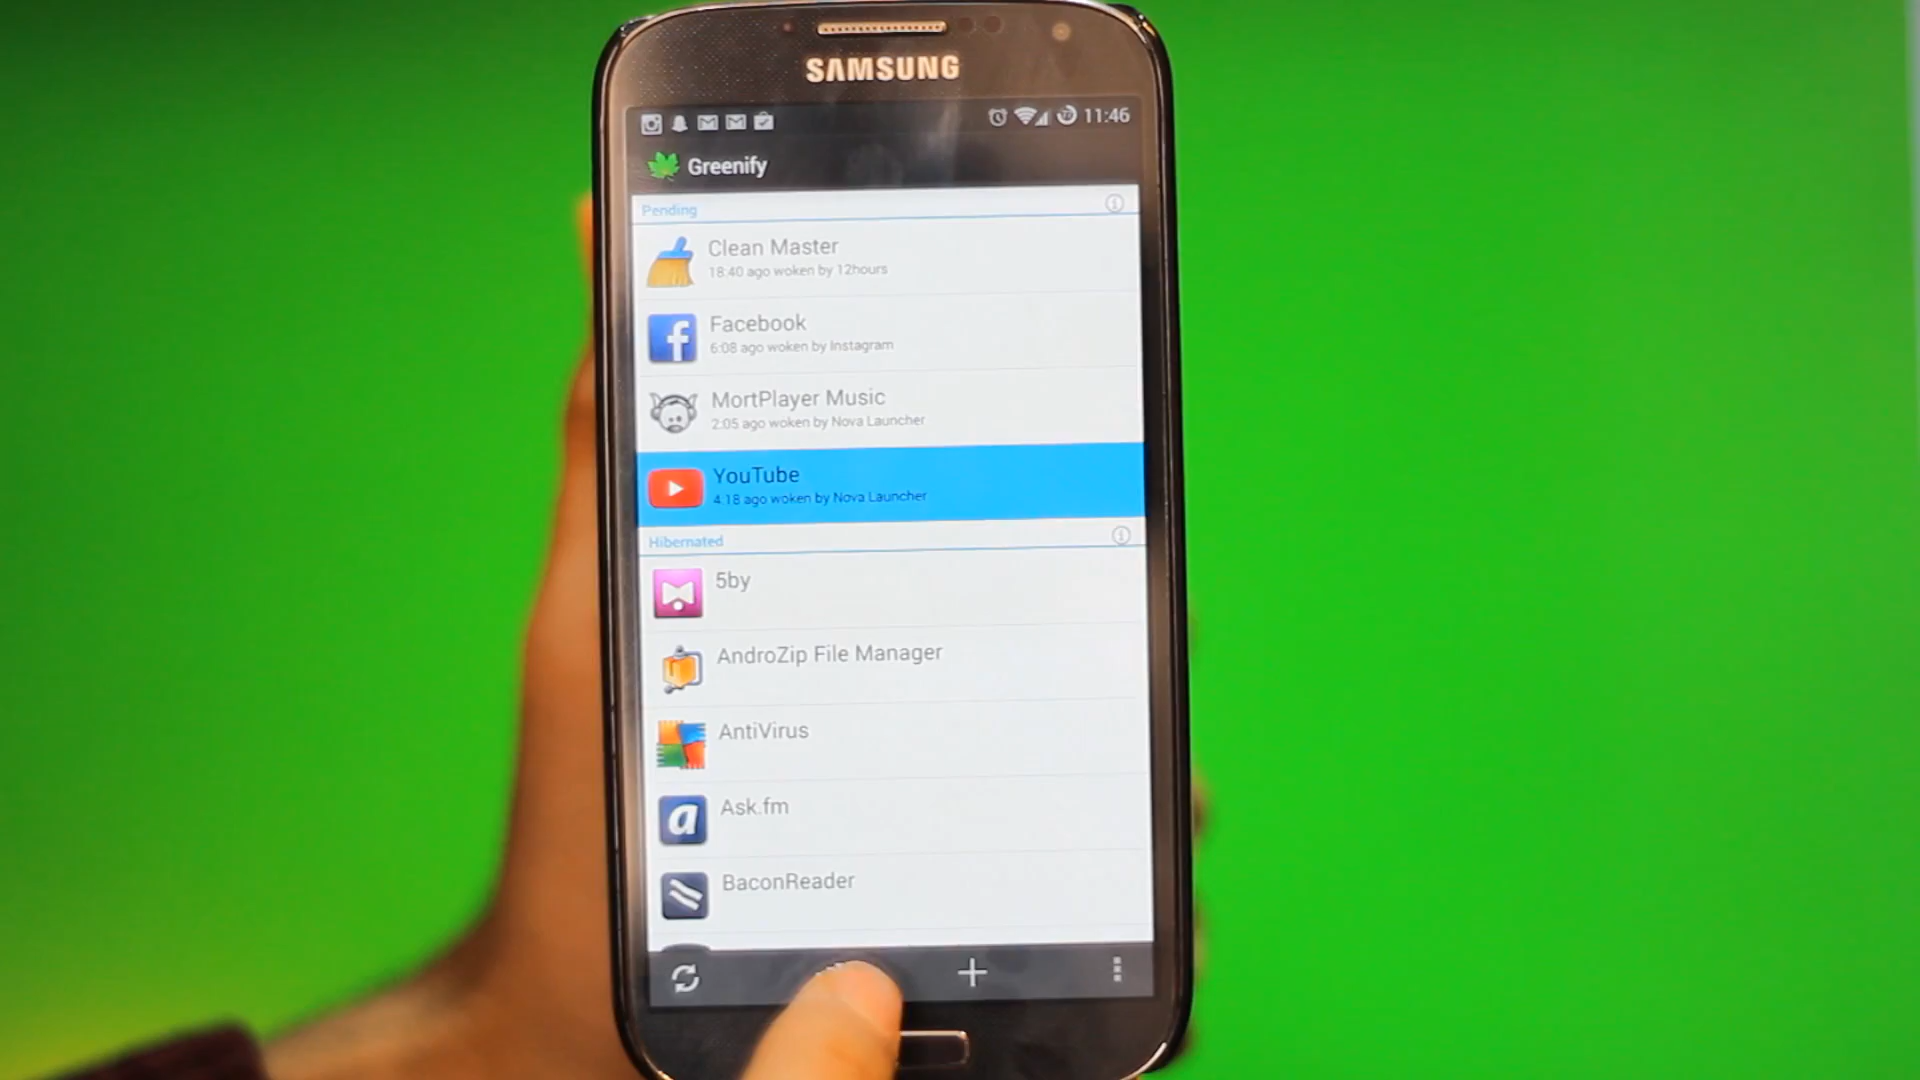 SAMSUNG
11:46
Greenify
Pending
Clean Master
18:40 ago woken by 12hours
Facebook
6:08 ago woken by Instagram
MortPlayer Music
2:05 ago woken by Nova Launcher
YouTube
4:18 ago woken by Nova Launcher
Hibernated
5by
AndroZip File Manager
AntiVirus
Ask.fm
BaconReader